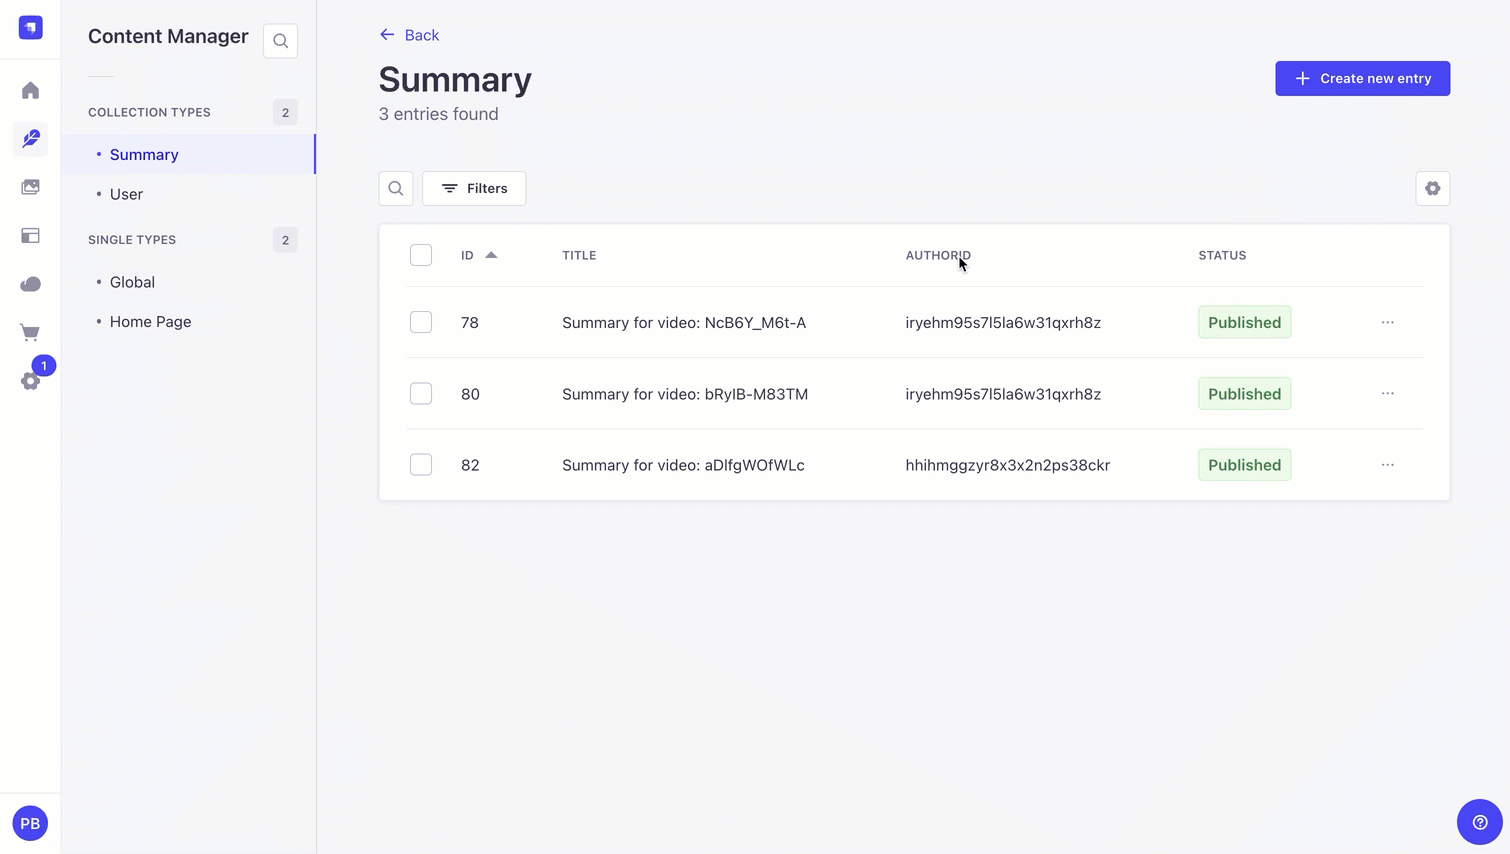 Content Manager
COLLECTION TYPES 2
Summary
User
SINGLE TYPES 2
Global
Home Page
1
PB
Back
Summary
3 entries found
Create new entry
Filters
ID TITLE AUTHORID STATUS
78 Summary for video: NcB6Y_M6t-A iryehm95s7l5la6w31qxrh8z Published
80 Summary for video: bRyIB-M83TM iryehm95s7l5la6w31qxrh8z Published
82 Summary for video: aDlfgWOfWLc hhihmggzyr8x3x2n2ps38ckr Published